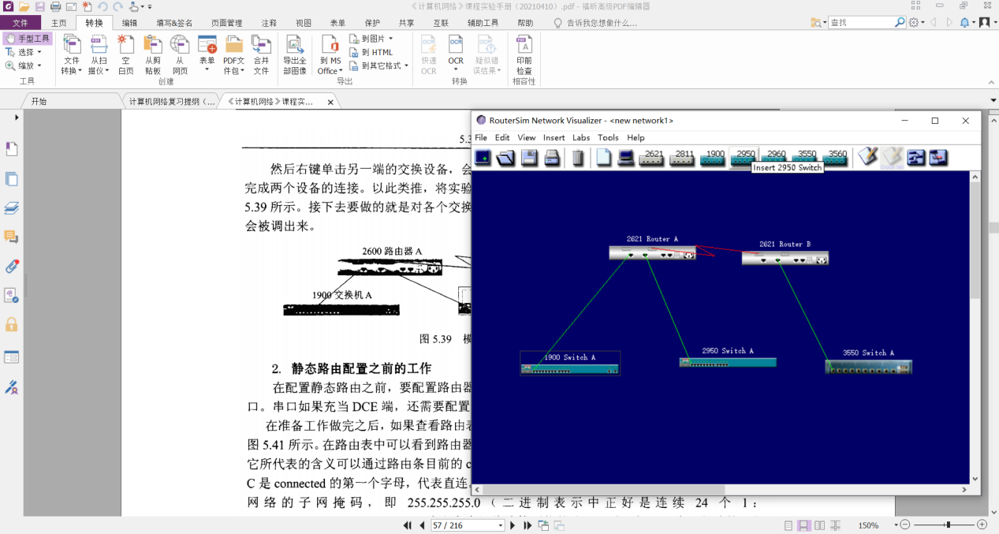 《计算机网络》课程实验手册（20210410）.pdf - 福昕高级PDF编辑器
文件 主页 转换 编辑 填写&签名 页面管理 注释 视图 表单 保护 共享 互联 辅助工具 帮助 告诉我您想做什么... 查找
手型工具
选择
缩放
工具
文件转换
从扫描仪
空白页
从剪贴板
从网页
表单
PDF文件包
合并文件
创建
导出全部图像
到 MS Office
到图片
到 HTML
到其它格式
导出
快速OCR
OCR
疑似错误结果
转换
印前检查
相容性
开始 计算机网络复习提纲（... 《计算机网络》课程实...
5.3
然后右键单击另一端的交换设备，会
完成两个设备的连接。以此类推，将实验
5.39 所示。接下去要做的就是对各个交换
会被调出来。
2600 路由器 A
1900 交换机 A
图 5.39 模
2. 静态路由配置之前的工作
在配置静态路由之前，要配置路由器
口。串口如果充当 DCE 端，还需要配置
在准备工作做完之后，如果查看路由表
图 5.41 所示。在路由表中可以看到路由器
它所代表的含义可以通过路由条目前的 c
C 是 connected 的第一个字母，代表直连。
网络的子网掩码，即 255.255.255.0（二进制表示中正好是连续 24 个 1：
RouterSim Network Visualizer - <new network1>
File Edit View Insert Labs Tools Help
2621 2811 1900 2950 2960 3550 3560
Insert 2950 Switch
2621 Router A
2621 Router B
1900 Switch A
2950 Switch A
3550 Switch A
57 / 216
150%